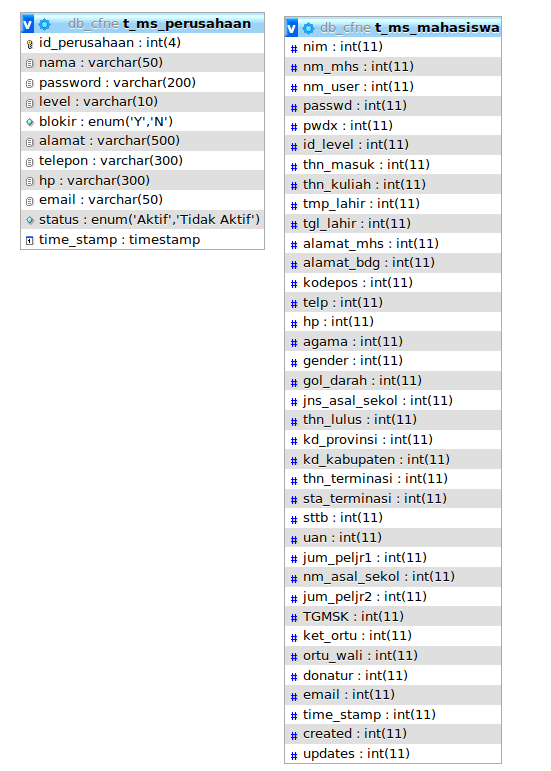 v db_cfne t_ms_perusahaan
id_perusahaan : int(4)
nama : varchar(50)
password : varchar(200)
level : varchar(10)
blokir : enum('Y','N')
alamat : varchar(500)
telepon : varchar(300)
hp : varchar(300)
email : varchar(50)
status : enum('Aktif','Tidak Aktif')
time_stamp : timestamp
v db_cfne t_ms_mahasiswa
# nim : int(11)
# nm_mhs : int(11)
# nm_user : int(11)
# passwd : int(11)
# pwdx : int(11)
# id_level : int(11)
# thn_masuk : int(11)
# thn_kuliah : int(11)
# tmp_lahir : int(11)
# tgl_lahir : int(11)
# alamat_mhs : int(11)
# alamat_bdg : int(11)
# kodepos : int(11)
# telp : int(11)
# hp : int(11)
# agama : int(11)
# gender : int(11)
# gol_darah : int(11)
# jns_asal_sekol : int(11)
# thn_lulus : int(11)
# kd_provinsi : int(11)
# kd_kabupaten : int(11)
# thn_terminasi : int(11)
# sta_terminasi : int(11)
# sttb : int(11)
# uan : int(11)
# jum_peljr1 : int(11)
# nm_asal_sekol : int(11)
# jum_peljr2 : int(11)
# TGMSK : int(11)
# ket_ortu : int(11)
# ortu_wali : int(11)
# donatur : int(11)
# email : int(11)
# time_stamp : int(11)
# created : int(11)
# updates : int(11)